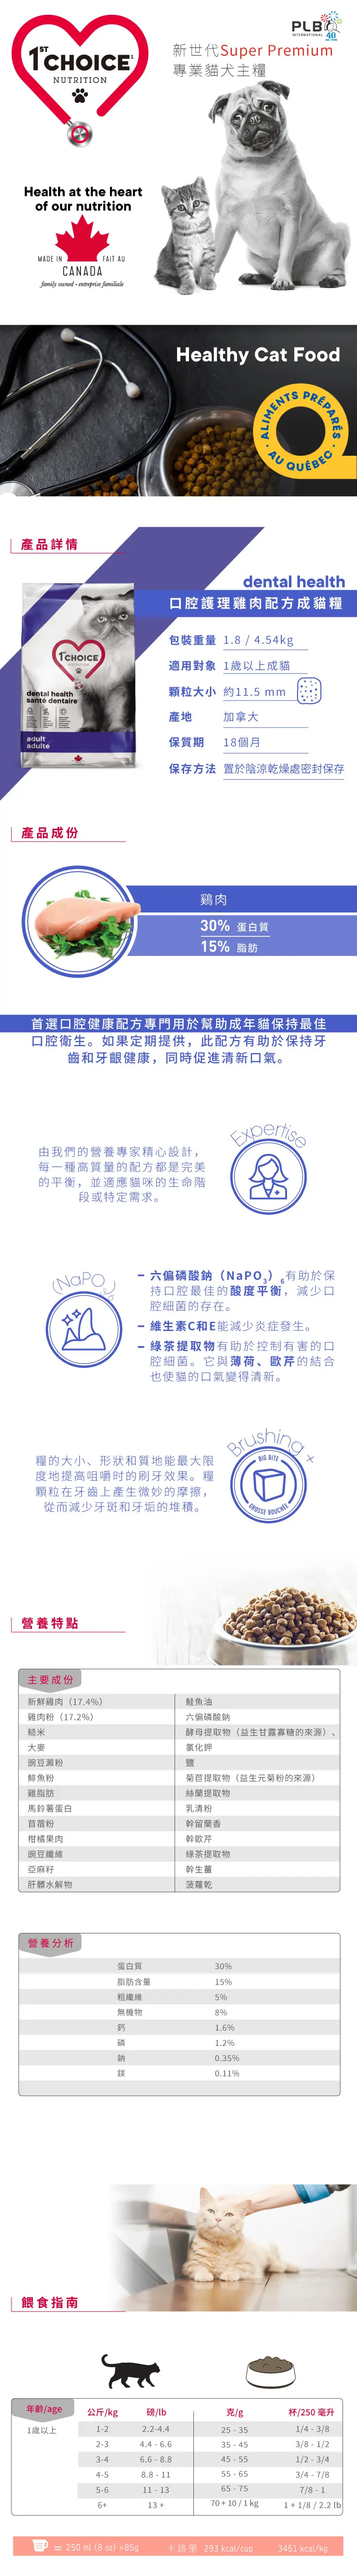 1ST CHOICE
NUTRITION
PLB
INTERNATIONAL
40
新世代Super Premium
專業貓犬主糧
Health at the heart
of our nutrition
MADE IN FAIT AU
CANADA
family owned • entreprise familiale
Healthy Cat Food
ALIMENTS PRÉPARÉS
AU QUÉBEC
產品詳情
dental health
口腔護理雞肉配方成貓糧
1ST CHOICE
dental health
santé dentaire
adult
adulte
包裝重量 1.8 / 4.54kg
適用對象 1歲以上成貓
顆粒大小 約11.5 mm
產地 加拿大
保質期 18個月
保存方法 置於陰涼乾燥處密封保存
產品成份
鷄肉
30% 蛋白質
15% 脂肪
首選口腔健康配方專門用於幫助成年貓保持最佳
口腔衛生。如果定期提供，此配方有助於保持牙
齒和牙齦健康，同時促進清新口氣。
Expertise
由我們的營養專家精心設計，
每一種高質量的配方都是完美
的平衡，並適應貓咪的生命階
段或特定需求。
(NaPO3)6
– 六偏磷酸鈉（NaPO3）6有助於保
持口腔最佳的酸度平衡，減少口
腔細菌的存在。
– 維生素C和E能減少炎症發生。
– 綠茶提取物有助於控制有害的口
腔細菌。它與薄荷、歐芹的結合
也使貓的口氣變得清新。
Brushing +
BIG BITE
GROSSE BOUCHÉE
糧的大小、形狀和質地能最大限
度地提高咀嚼时的刷牙效果。糧
顆粒在牙齒上產生微妙的摩擦，
從而減少牙斑和牙垢的堆積。
營養特點
主要成份
新鮮雞肉（17.4%） 鮭魚油
雞肉粉（17.2%） 六偏磷酸鈉
糙米 酵母提取物（益生甘露寡糖的來源）、
大麥 氯化鉀
豌豆澱粉 鹽
鯡魚粉 菊苣提取物（益生元菊粉的來源）
雞脂肪 絲蘭提取物
馬鈴薯蛋白 乳清粉
苜蓿粉 幹留蘭香
柑橘果肉 幹歐芹
豌豆纖維 綠茶提取物
亞麻籽 幹生薑
肝髒水解物 菠蘿乾
營養分析
蛋白質 30%
脂肪含量 15%
粗纖維 5%
無機物 8%
鈣 1.6%
磷 1.2%
鈉 0.35%
鎂 0.11%
餵食指南
年齡/age 公斤/kg 磅/lb 克/g 杯/250 毫升
1歲以上 1-2 2.2-4.4 25 - 35 1/4 - 3/8
2-3 4.4 - 6.6 35 - 45 3/8 - 1/2
3-4 6.6 - 8.8 45 - 55 1/2 - 3/4
4-5 8.8 - 11 55 - 65 3/4 - 7/8
5-6 11 - 13 65 - 75 7/8 - 1
6+ 13 + 70 + 10 / 1 kg 1 + 1/8 / 2.2 lb
= 250 ml (8 oz) =85g 卡路里 293 kcal/cup 3451 kcal/kg